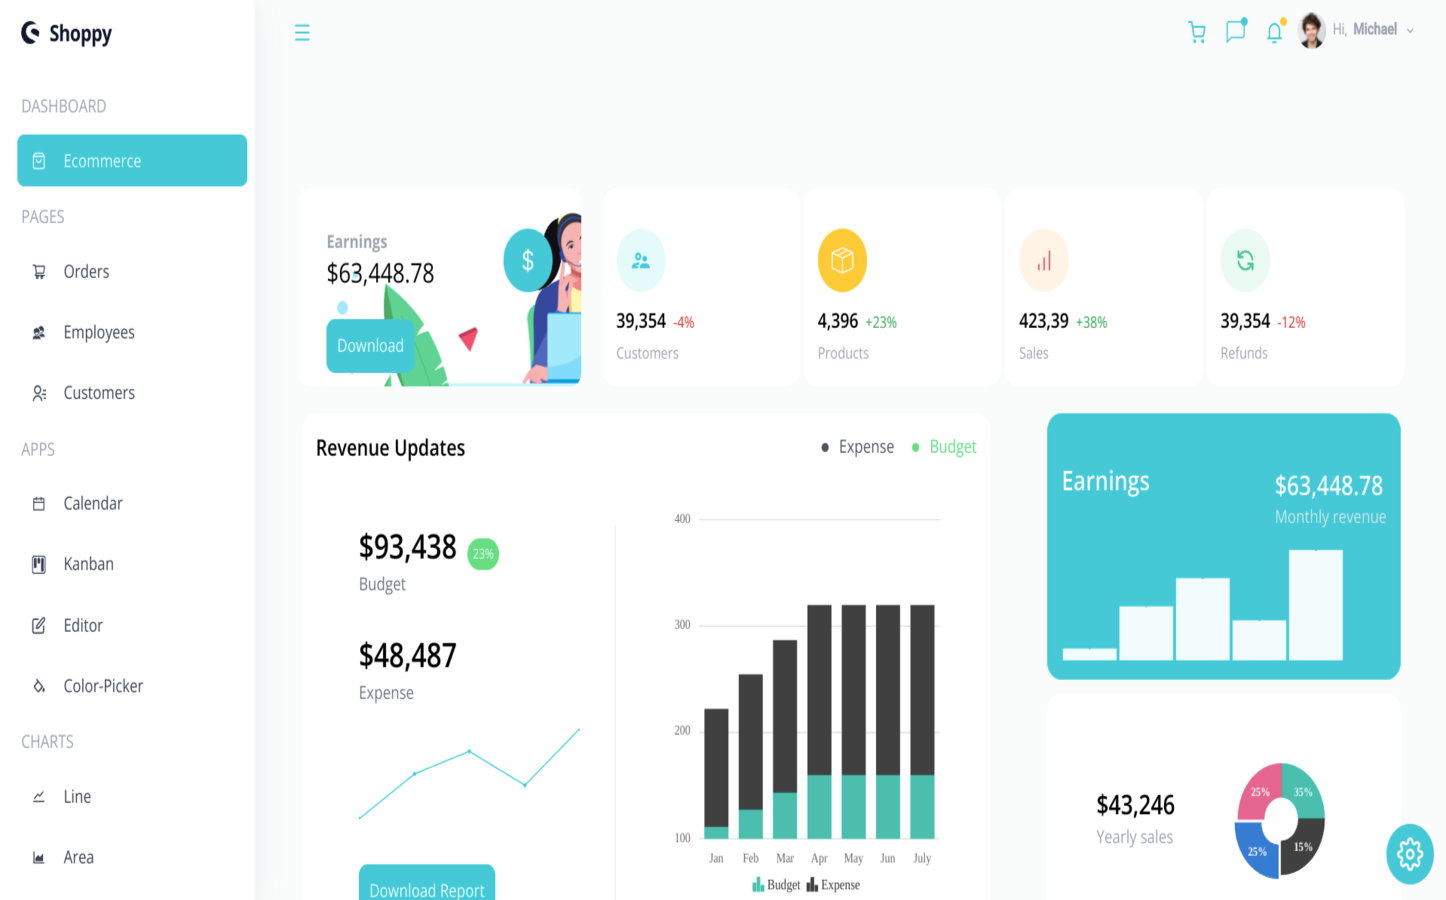 Shoppy
Hi, Michael
DASHBOARD
Ecommerce
PAGES
Orders
Employees
Customers
APPS
Calendar
Kanban
Editor
Color-Picker
CHARTS
Line
Area
Earnings
$63,448.78
$
Download
39,354 -4%
Customers
4,396 +23%
Products
423,39 +38%
Sales
39,354 -12%
Refunds
Revenue Updates
Expense Budget
$93,438 23%
Budget
$48,487
Expense
Download Report
400
300
200
100
Jan Feb Mar Apr May Jun July
Budget Expense
Earnings
$63,448.78
Monthly revenue
$43,246
Yearly sales
25% 35%
25% 15%